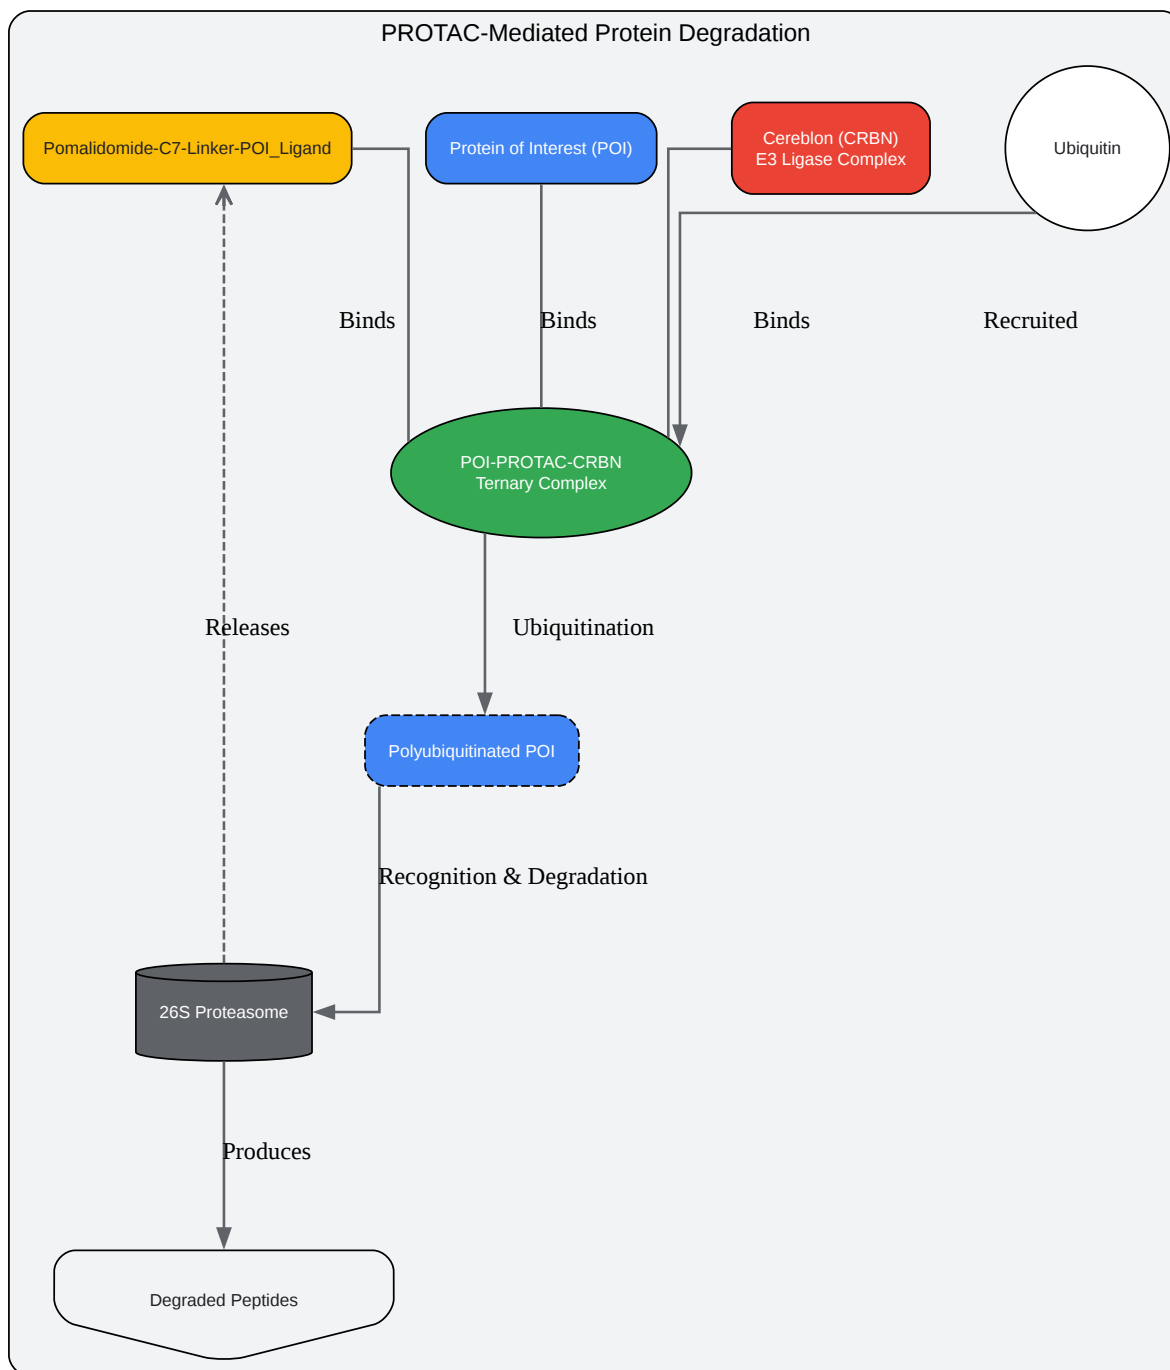 PROTAC-Mediated Protein Degradation
Pomalidomide-C7-Linker-POI_Ligand
Protein of Interest (POI)
Cereblon (CRBN)
E3 Ligase Complex
Ubiquitin
Binds
Binds
Binds
Recruited
POI-PROTAC-CRBN
Ternary Complex
Releases
Ubiquitination
Polyubiquitinated POI
Recognition & Degradation
26S Proteasome
Produces
Degraded Peptides